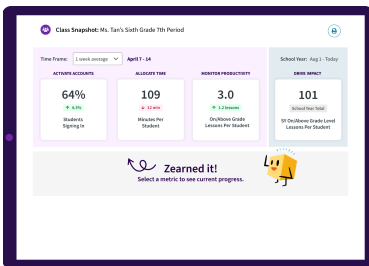 Class Snapshot: Ms. Tan's Sixth Grade 7th Period
Time Frame: 1 week average April 7 - 14
School Year: Aug 1 - Today
ACTIVATE ACCOUNTS
ALLOCATE TIME
MONITOR PRODUCTIVITY
DRIVE IMPACT
64%
4.5%
Students
Signing In
109
12 min
Minutes Per
Student
3.0
1.2 lessons
On/Above Grade
Lessons Per Student
101
School Year Total
SY On/Above Grade Level
Lessons Per Student
Zearned it!
Select a metric to see current progress.